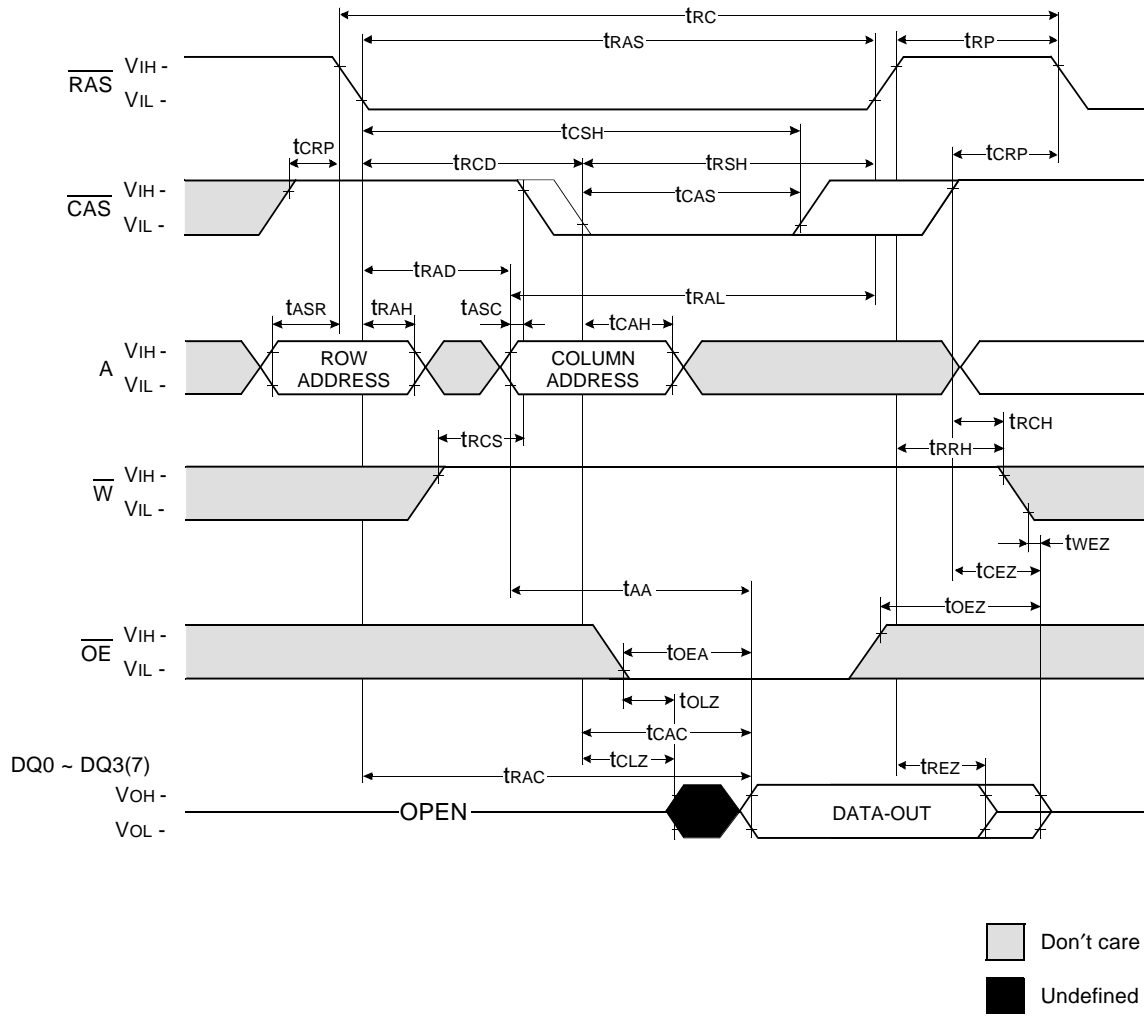 tRC
tRAS
tRP
RAS
VIH -
VIL -
tCSH
tCRP
tRCD
tRSH
tCRP
CAS
VIH -
VIL -
tCAS
tRAD
tRAL
tASR
tRAH
tASC
tCAH
A
VIH -
VIL -
ROW
ADDRESS
COLUMN
ADDRESS
tRCS
tRCH
tRRH
W
VIH -
VIL -
tWEZ
tCEZ
tAA
tOEZ
OE
VIH -
VIL -
tOEA
tOLZ
tCAC
tCLZ
DQ0 ~ DQ3(7)
tRAC
tREZ
VOH -
VOL -
OPEN
DATA-OUT
Don′t care
Undefined